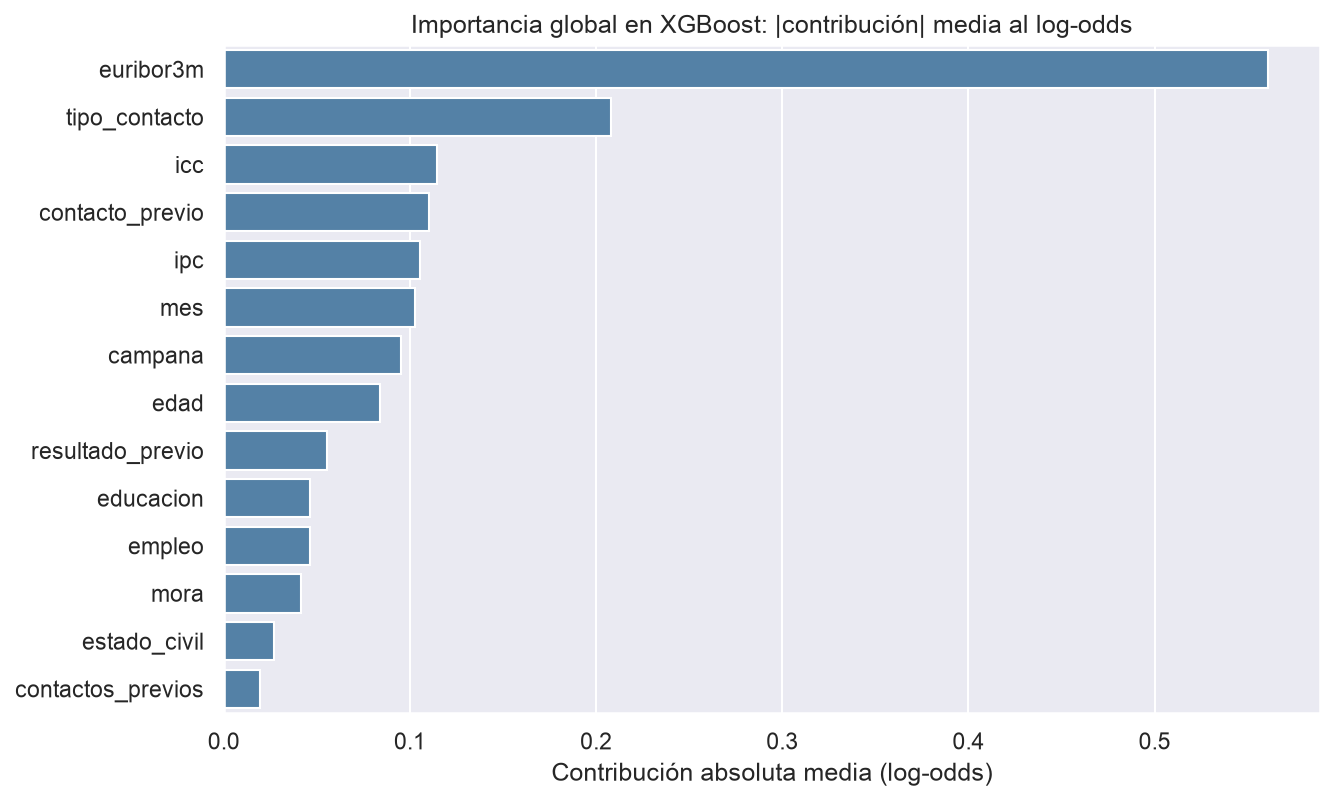 Importancia global en XGBoost: |contribución| media al log-odds
euribor3m
tipo_contacto
icc
contacto_previo
ipc
mes
campana
edad
resultado_previo
educacion
empleo
mora
estado_civil
contactos_previos
0.0 0.1 0.2 0.3 0.4 0.5
Contribución absoluta media (log-odds)